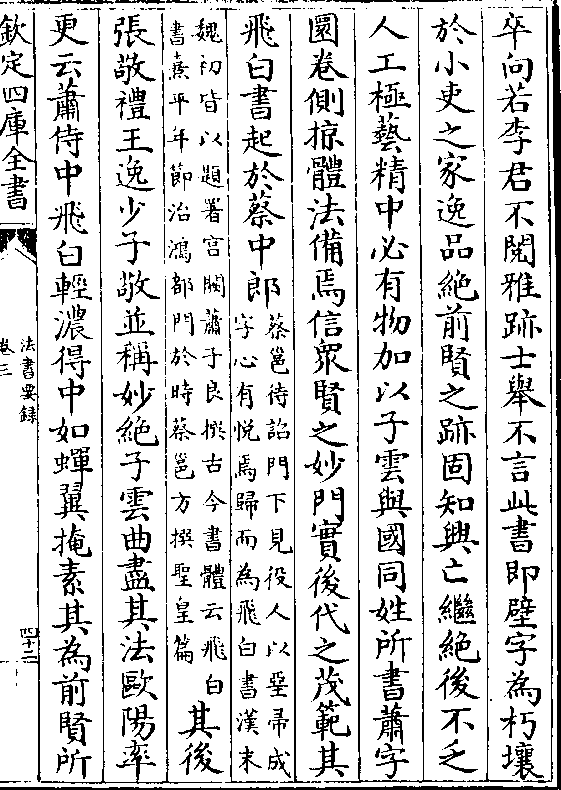 卒向若李君不閱雅跡士舉不言此書即壁字為朽壤
於小吏之家逸品絕前賢之跡固知興亡繼絕後不乏
人工極藝精中必有物加以子雲與國同姓所書蕭字
圜卷側掠體法備焉信眾賢之妙門實後代之茂範其
飛白書起於蔡中郎
蔡邕待詔門下見役人以堊帚成
字心有悅焉歸而為飛白書漢末
魏初皆以題署宮闕蕭子良撰古今書體云飛白
書熹平年節治鴻都門於時蔡邕方撰聖皇篇
其後
張敬禮王逸少子敬並稱妙絕子雲曲盡其法歐陽率
更云蕭侍中飛白輕濃得中如蟬翼掩素其為前賢所
欽定四庫全書
法書要錄
卷三
四十三